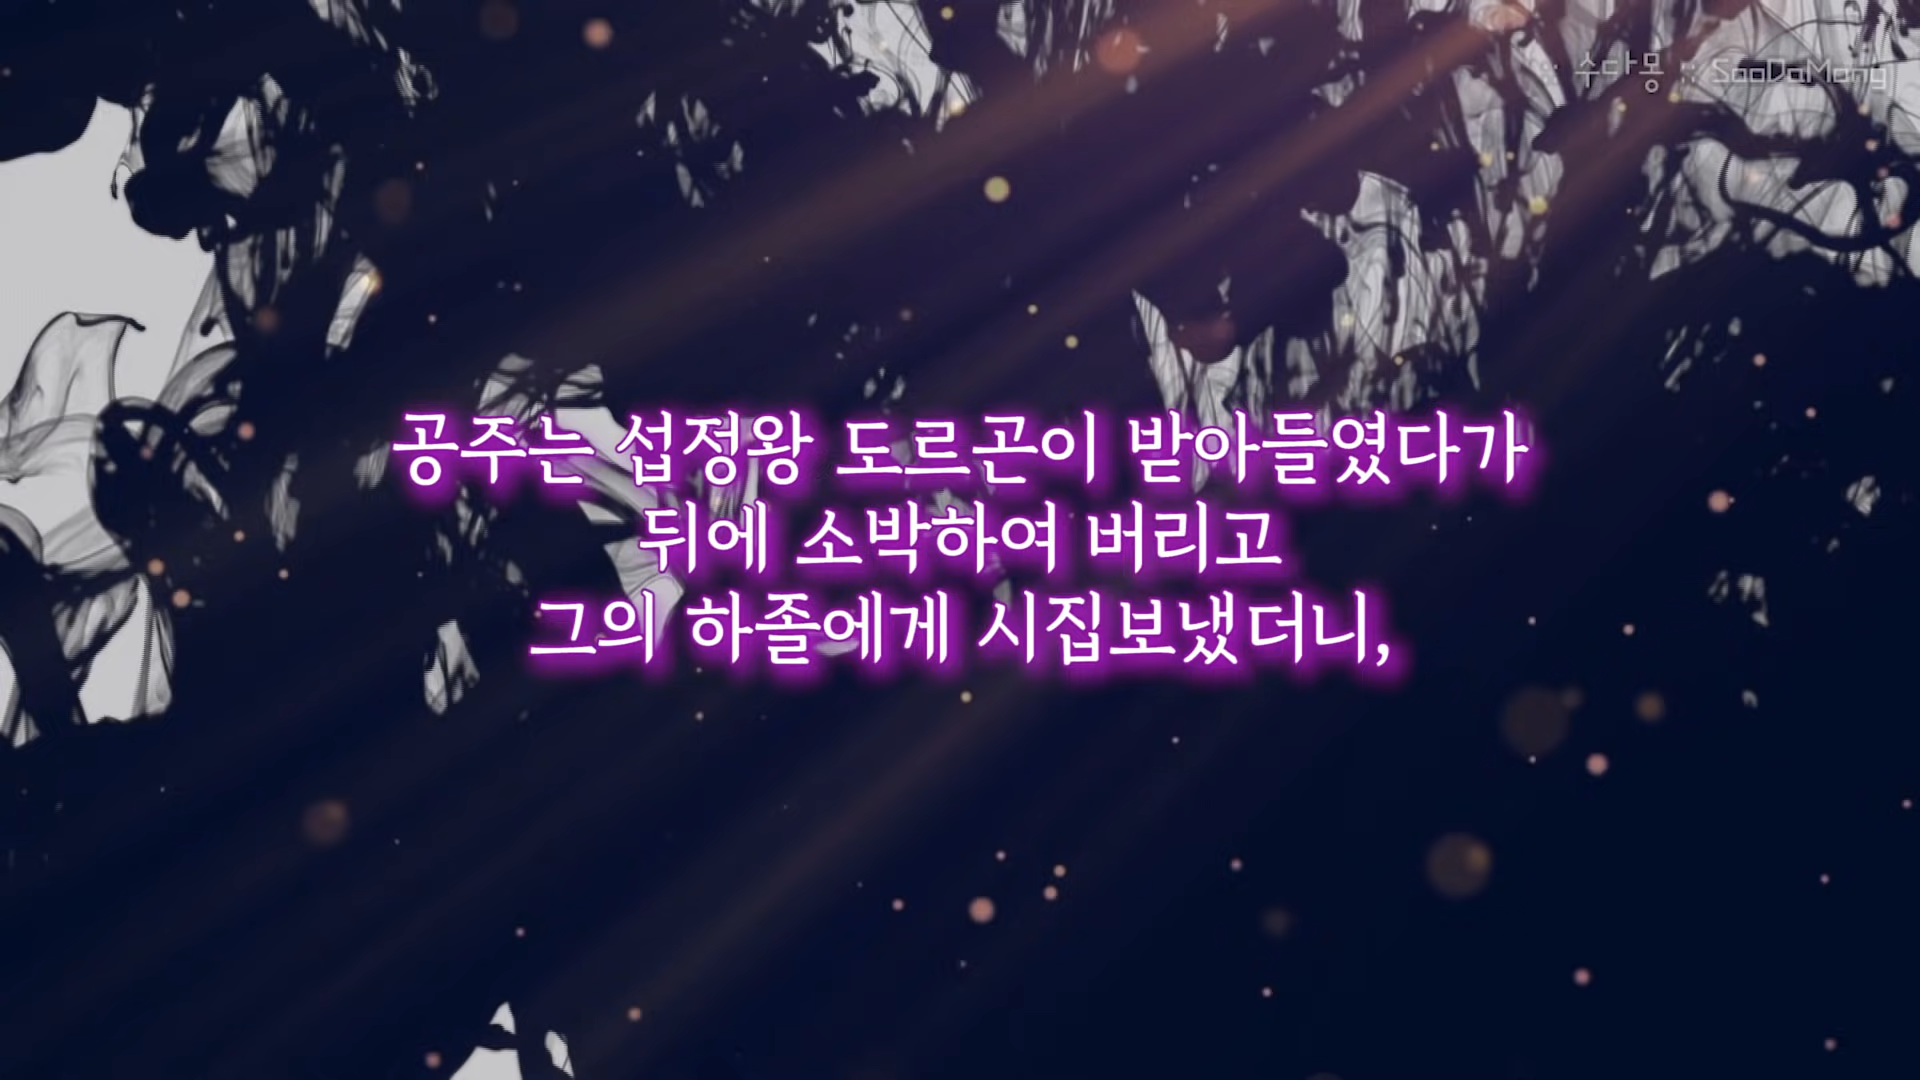 :: 수다몽 :: SooDaMong
공주는 섭정왕 도르곤이 받아들였다가
뒤에 소박하여 버리고
그의 하졸에게 시집보냈더니,